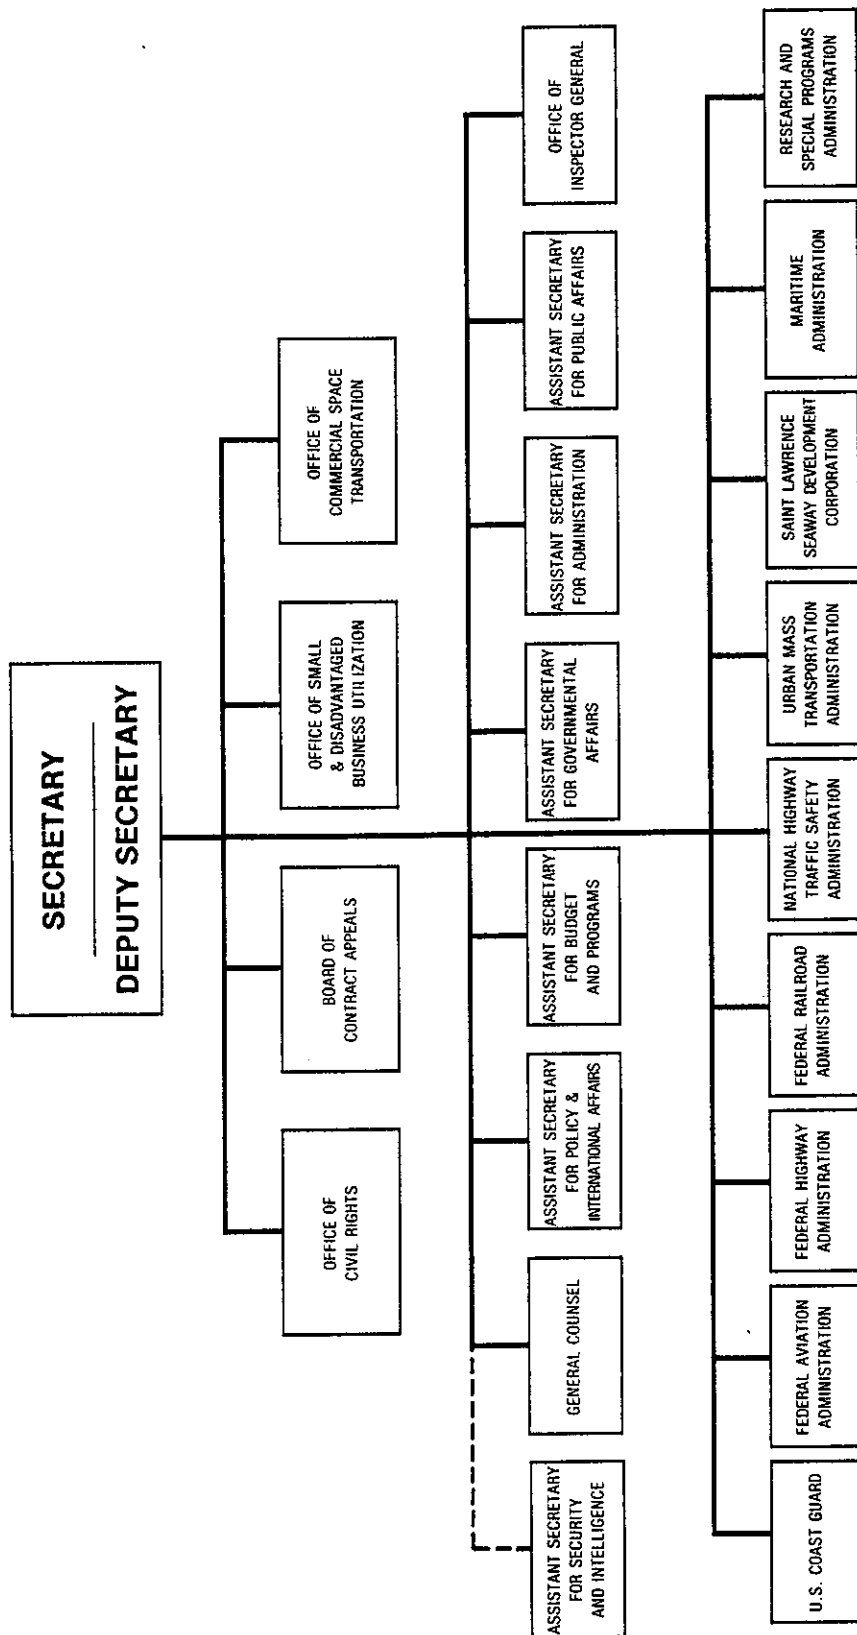 SECRETARY
DEPUTY SECRETARY
OFFICE OF
CIVIL RIGHTS
BOARD OF
CONTRACT APPEALS
OFFICE OF SMALL
& DISADVANTAGED
BUSINESS UTILIZATION
OFFICE OF
COMMERCIAL SPACE
TRANSPORTATION
ASSISTANT SECRETARY
FOR SECURITY
AND INTELLIGENCE
GENERAL COUNSEL
ASSISTANT SECRETARY
FOR POLICY &
INTERNATIONAL AFFAIRS
ASSISTANT SECRETARY
FOR BUDGET
AND PROGRAMS
ASSISTANT SECRETARY
FOR GOVERNMENTAL
AFFAIRS
ASSISTANT SECRETARY
FOR ADMINISTRATION
ASSISTANT SECRETARY
FOR PUBLIC AFFAIRS
OFFICE OF
INSPECTOR GENERAL
U.S. COAST GUARD
FEDERAL AVIATION
ADMINISTRATION
FEDERAL HIGHWAY
ADMINISTRATION
FEDERAL RAILROAD
ADMINISTRATION
NATIONAL HIGHWAY
TRAFFIC SAFETY
ADMINISTRATION
URBAN MASS
TRANSPORTATION
ADMINISTRATION
SAINT LAWRENCE
SEAWAY DEVELOPMENT
CORPORATION
MARITIME
ADMINISTRATION
RESEARCH AND
SPECIAL PROGRAMS
ADMINISTRATION